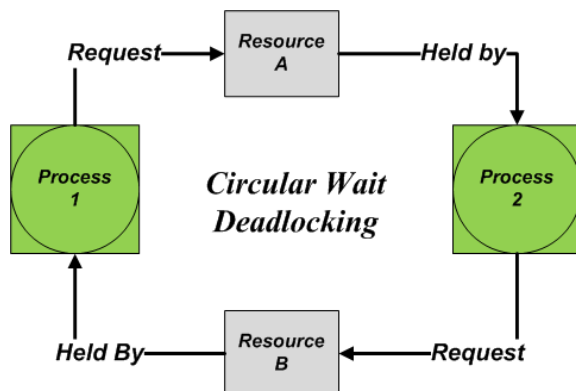 Request
Resource
A
Held by
Process
1
Circular Wait
Deadlocking
Process
2
Held By
Resource
B
Request